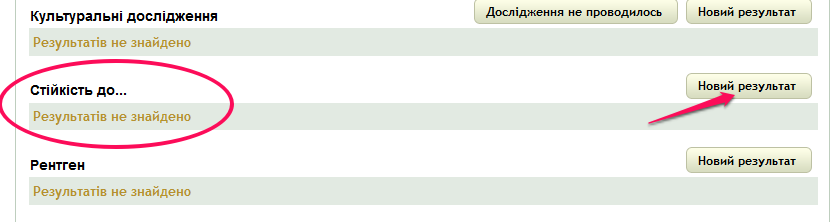 Культуральні дослідження Дослідження не проводилось Новий результат
Результатів не знайдено
Стійкість до... Новий результат
Результатів не знайдено
Рентген Новий результат
Результатів не знайдено